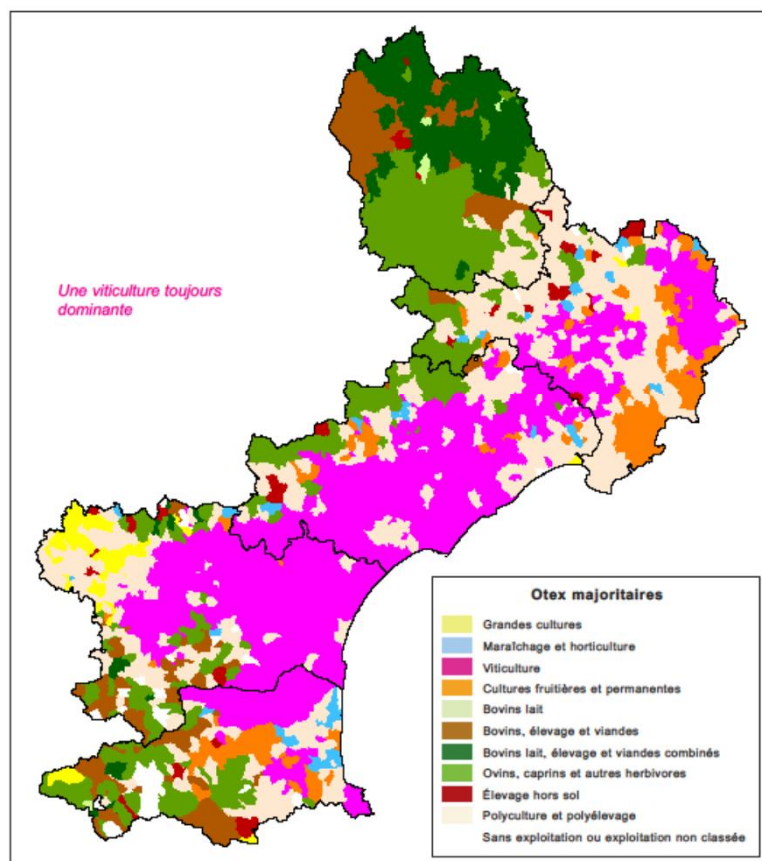 Une viticulture toujours
dominante
Otex majoritaires
Grandes cultures
Maraîchage et horticulture
Viticulture
Cultures fruitières et permanentes
Bovins lait
Bovins, élevage et viandes
Bovins lait, élevage et viandes combinés
Ovins, caprins et autres herbivores
Élevage hors sol
Polyculture et polyélevage
Sans exploitation ou exploitation non classée